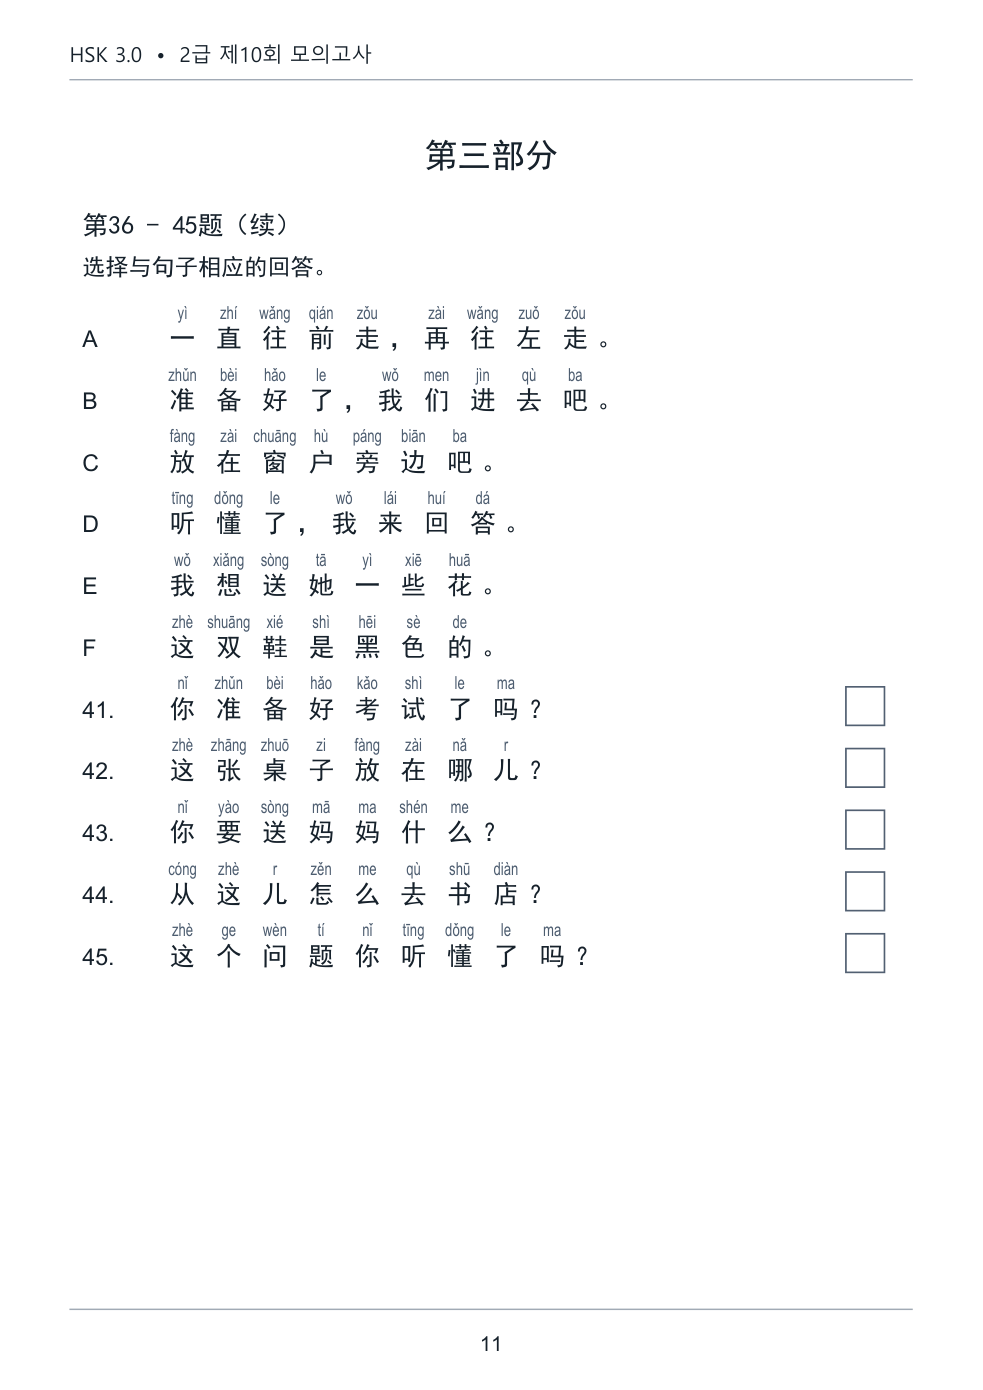 HSK 3.0 • 2급 제10회 모의고사
第三部分
第36 – 45题（续）
选择与句子相应的回答。
yì zhí wǎng qián zǒu zài wǎng zuǒ zǒu
A 一直往前走，再往左走。
zhǔn bèi hǎo le wǒ men jìn qù ba
B 准备好了，我们进去吧。
fàng zài chuāng hù páng biān ba
C 放在窗户旁边吧。
tīng dǒng le wǒ lái huí dá
D 听懂了，我来回答。
wǒ xiǎng sòng tā yì xiē huā
E 我想送她一些花。
zhè shuāng xié shì hēi sè de
F 这双鞋是黑色的。
nǐ zhǔn bèi hǎo kǎo shì le ma
41. 你准备好考试了吗？
zhè zhāng zhuō zi fàng zài nǎ r
42. 这张桌子放在哪儿？
nǐ yào sòng mā ma shén me
43. 你要送妈妈什么？
cóng zhè r zěn me qù shū diàn
44. 从这儿怎么去书店？
zhè ge wèn tí nǐ tīng dǒng le ma
45. 这个问题你听懂了吗？
11